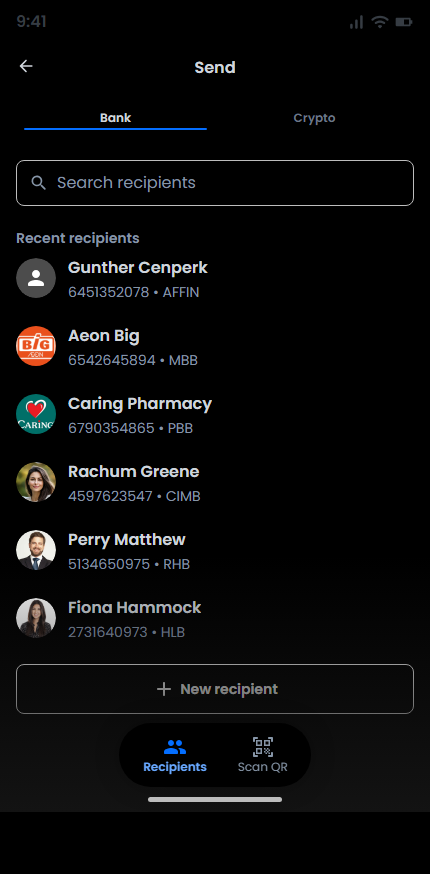 9:41
Send
Bank
Crypto
Search recipients
Recent recipients
Gunther Cenperk
6451352078 • AFFIN
BIG
Aeon Big
6542645894 • MBB
CARING
Caring Pharmacy
6790354865 • PBB
Rachum Greene
4597623547 • CIMB
Perry Matthew
5134650975 • RHB
Fiona Hammock
2731640973 • HLB
+ New recipient
Recipients
Scan QR